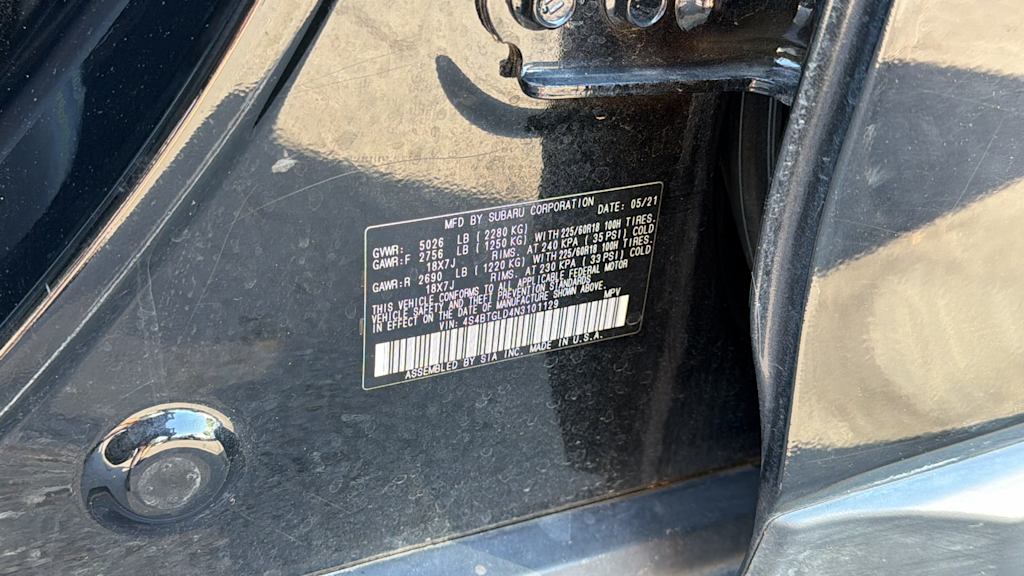 MFD BY SUBARU CORPORATION DATE: 05/21
GVWR: 5026 LB (2280 KG)
GAWR:F 2756 LB (1250 KG) WITH 225/60R18 100H TIRES.
18X7J RIMS. AT 240 KPA (35 PSI) COLD
GAWR:R 2690 LB (1220 KG) WITH 225/60R18 100H TIRES.
18X7J RIMS. AT 230 KPA (33 PSI) COLD
THIS VEHICLE CONFORMS TO ALL APPLICABLE FEDERAL MOTOR
VEHICLE SAFETY AND THEFT PREVENTION STANDARDS
IN EFFECT ON THE DATE OF MANUFACTURE SHOWN ABOVE.
VIN: 4S4BTGLD4N3101129 MPV
ASSEMBLED BY SIA INC. MADE IN U.S.A.